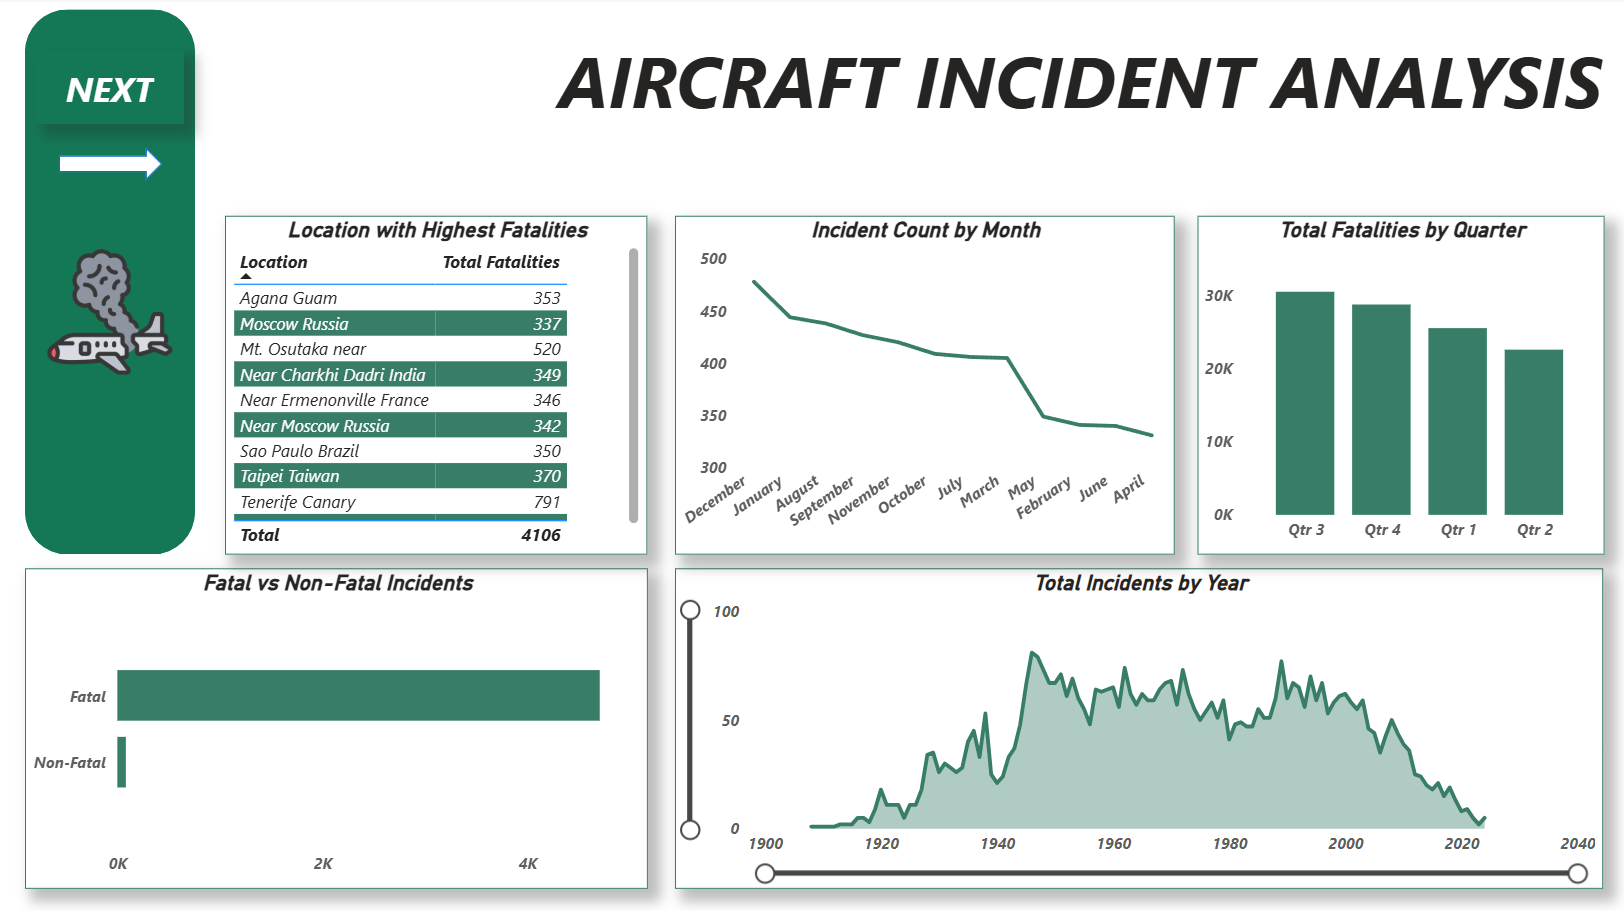 NEXT
AIRCRAFT INCIDENT ANALYSIS
Location with Highest Fatalities
Location Total Fatalities
Agana Guam 353
Moscow Russia 337
Mt. Osutaka near 520
Near Charkhi Dadri India 349
Near Ermenonville France 346
Near Moscow Russia 342
Sao Paulo Brazil 350
Taipei Taiwan 370
Tenerife Canary 791
Total 4106
Incident Count by Month
500
450
400
350
300
December January August September November October July March May February June April
Total Fatalities by Quarter
30K
20K
10K
0K
Qtr 3 Qtr 4 Qtr 1 Qtr 2
Fatal vs Non-Fatal Incidents
Fatal
Non-Fatal
0K 2K 4K
Total Incidents by Year
100
50
0
1900 1920 1940 1960 1980 2000 2020 2040